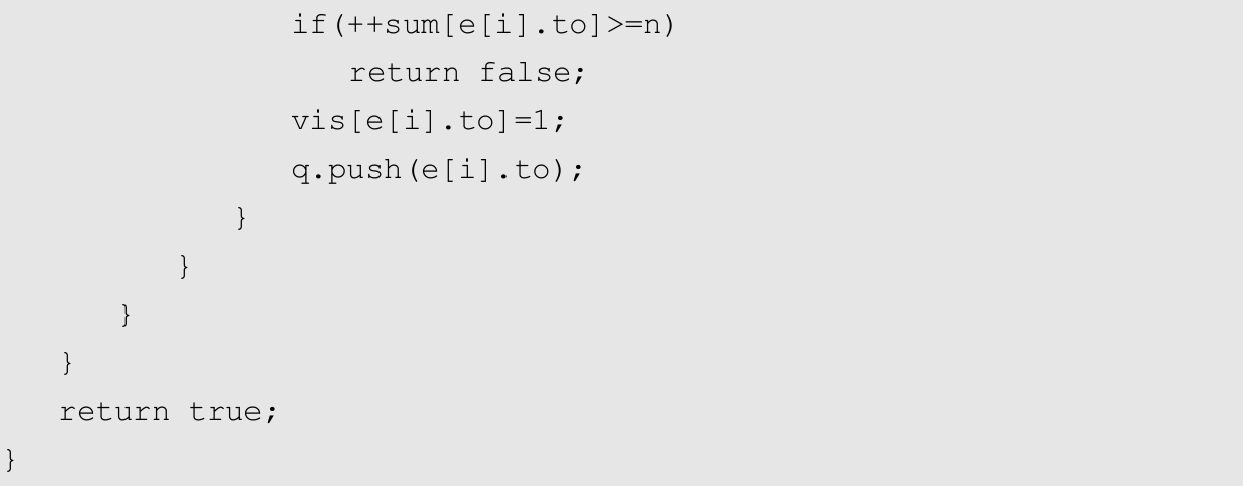 if(++sum[e[i].to]>=n)
return false;
vis[e[i].to]=1;
q.push(e[i].to);
}
}
}
}
return true;
}